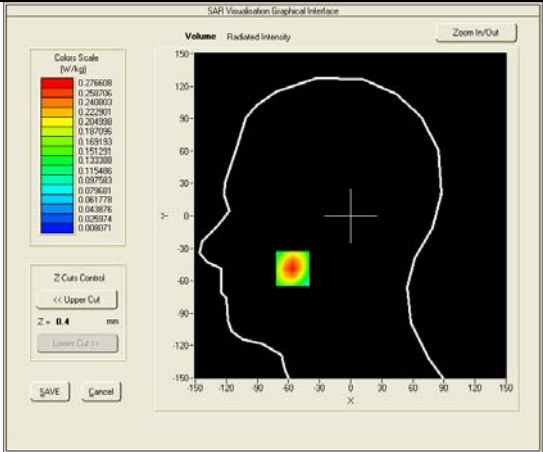 SAR Visualisation Graphical Interface
Volume Radiated Intensity
Zoom In/Out
Colors Scale
(W/kg)
0.276608
0.258706
0.240803
0.222901
0.204998
0.187096
0.169193
0.151291
0.133388
0.115486
0.097583
0.079681
0.061778
0.043876
0.025974
0.008071
Z-Cuts Control
<< Upper Cut
Z = 0.4 mm
Lower Cut >>
SAVE Cancel
150
120
90
60
30
0
-30
-60
-90
-120
-150
Y
-150 -120 -90 -60 -30 0 30 60 90 120 150
X